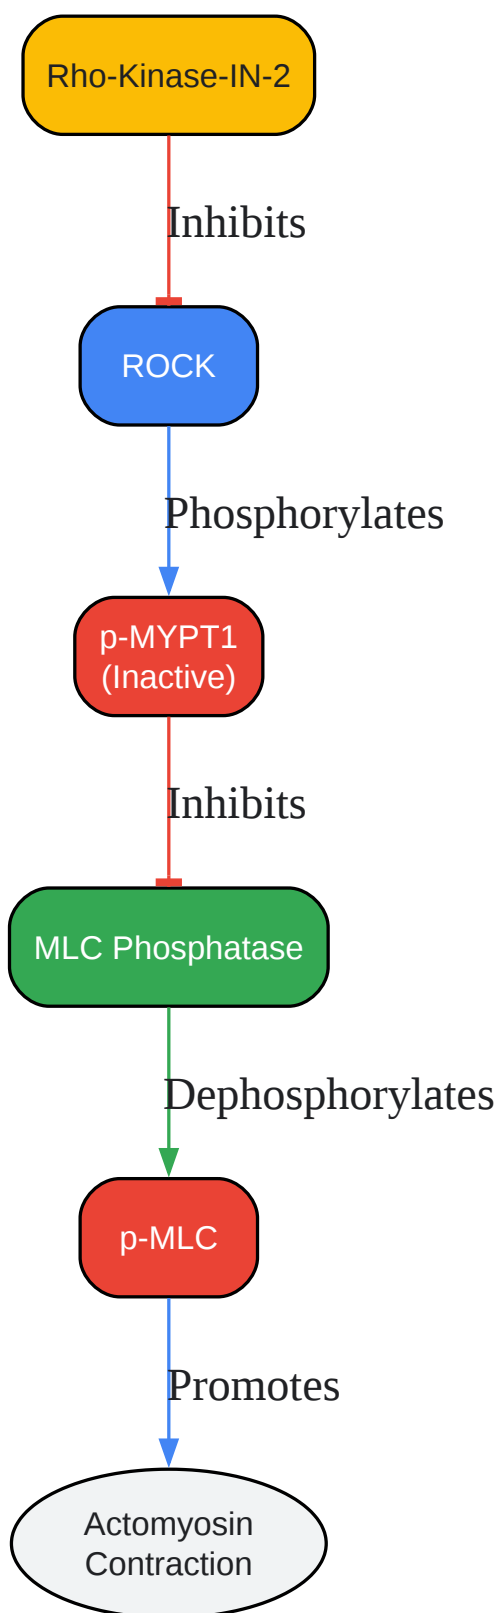 Rho-Kinase-IN-2
Inhibits
ROCK
Phosphorylates
p-MYPT1
(Inactive)
Inhibits
MLC Phosphatase
Dephosphorylates
p-MLC
Promotes
Actomyosin
Contraction